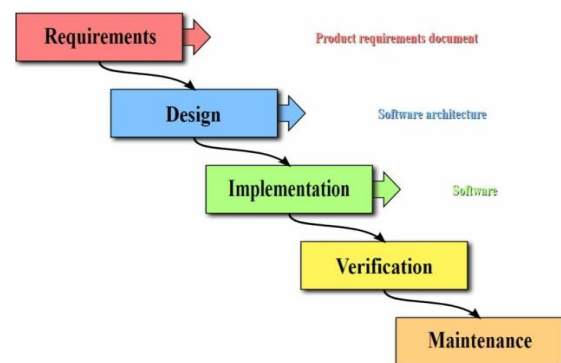 Requirements
Product requirements document
Design
Software architecture
Implementation
Software
Verification
Maintenance